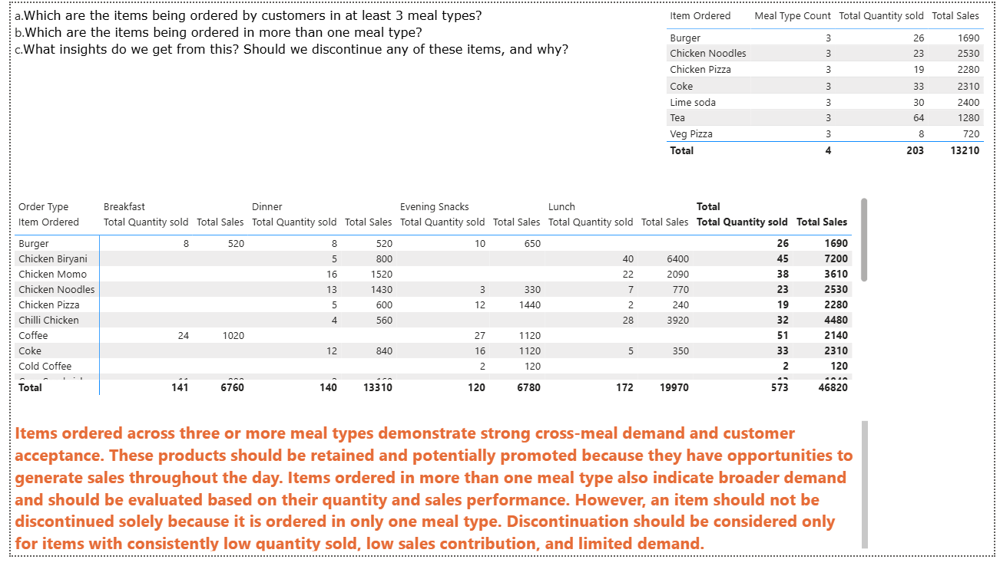 a.Which are the items being ordered by customers in at least 3 meal types?
b.Which are the items being ordered in more than one meal type?
c.What insights do we get from this? Should we discontinue any of these items, and why?
Item Ordered Meal Type Count Total Quantity sold Total Sales
Burger 3 26 1690
Chicken Noodles 3 23 2530
Chicken Pizza 3 19 2280
Coke 3 33 2310
Lime soda 3 30 2400
Tea 3 64 1280
Veg Pizza 3 8 720
Total 4 203 13210
Order Type Breakfast Dinner Evening Snacks Lunch Total
Item Ordered Total Quantity sold Total Sales Total Quantity sold Total Sales Total Quantity sold Total Sales Total Quantity sold Total Sales Total Quantity sold Total Sales
Burger 8 520 8 520 10 650 26 1690
Chicken Biryani 5 800 40 6400 45 7200
Chicken Momo 16 1520 22 2090 38 3610
Chicken Noodles 13 1430 3 330 7 770 23 2530
Chicken Pizza 5 600 12 1440 2 240 19 2280
Chilli Chicken 4 560 28 3920 32 4480
Coffee 24 1020 27 1120 51 2140
Coke 12 840 16 1120 5 350 33 2310
Cold Coffee 2 120 2 120
Total 141 6760 140 13310 120 6780 172 19970 573 46820
Items ordered across three or more meal types demonstrate strong cross-meal demand and customer
acceptance. These products should be retained and potentially promoted because they have opportunities to
generate sales throughout the day. Items ordered in more than one meal type also indicate broader demand
and should be evaluated based on their quantity and sales performance. However, an item should not be
discontinued solely because it is ordered in only one meal type. Discontinuation should be considered only
for items with consistently low quantity sold, low sales contribution, and limited demand.